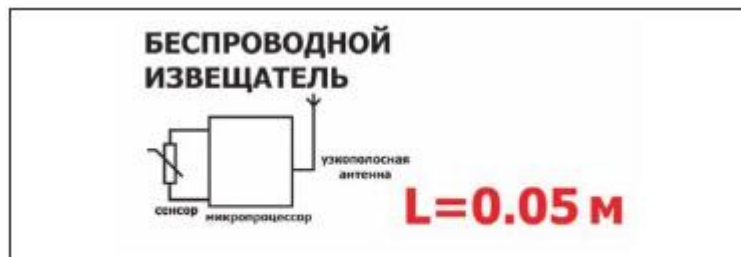 БЕСПРОВОДНОЙ
ИЗВЕЩАТЕЛЬ
узкополосная
антенна
сенсор
микропроцессор
L=0.05 м